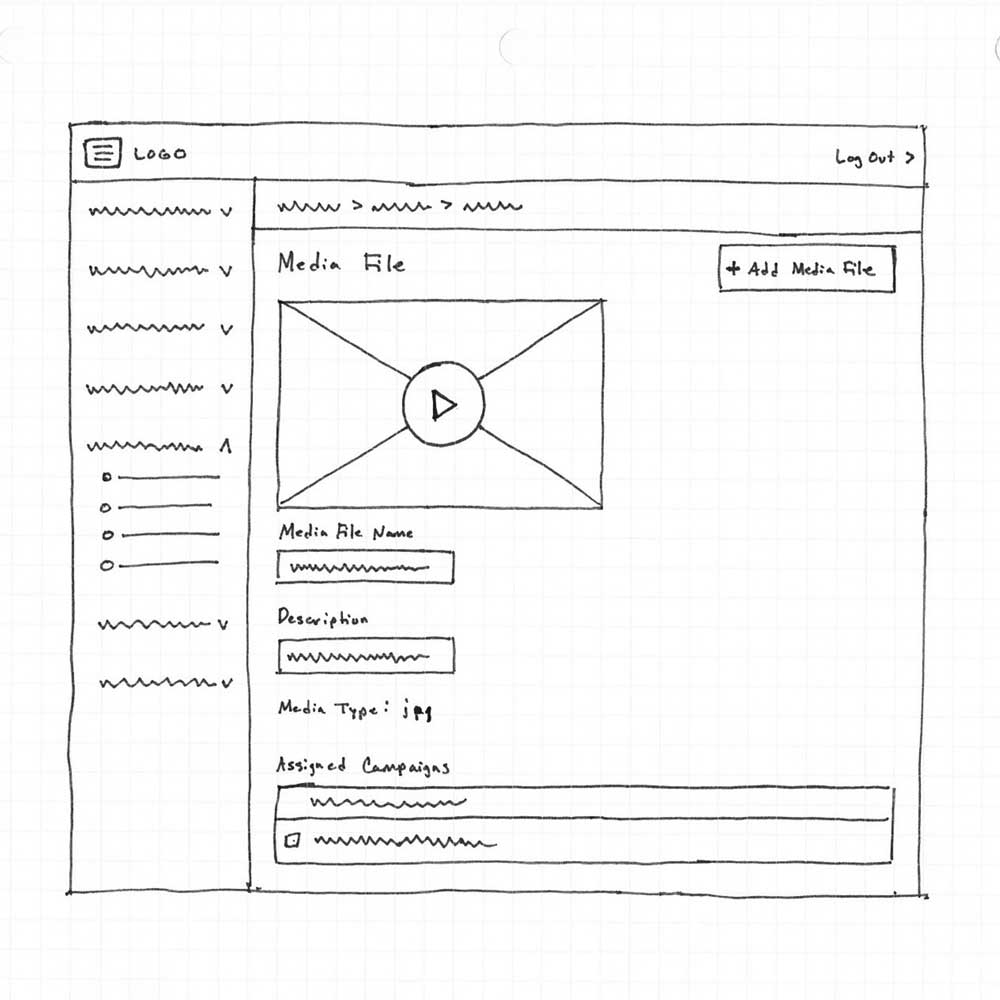 LOGO
Log Out >
> >
Media File
+ Add Media File
Media File Name
Description
Media Type: jpg
Assigned Campaigns